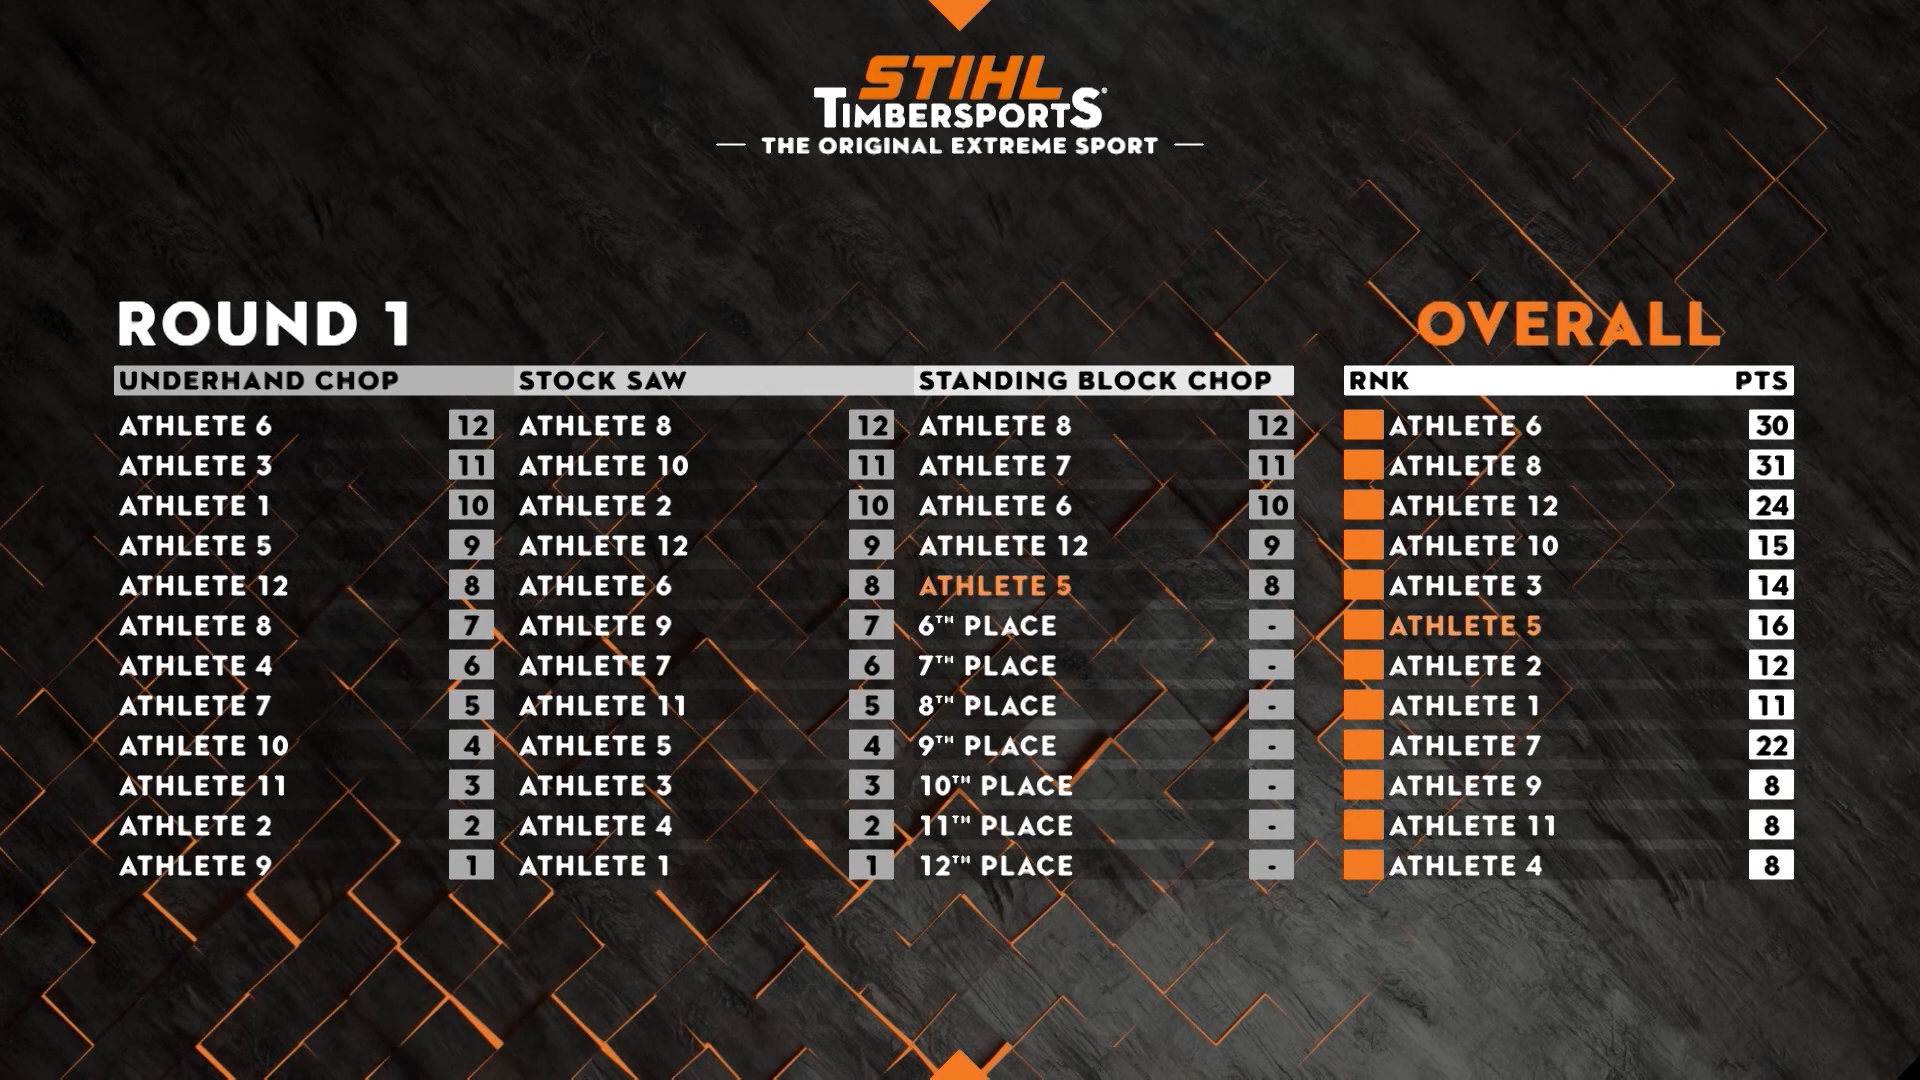 STIHL
TIMBERSPORTS®
THE ORIGINAL EXTREME SPORT
ROUND 1
OVERALL
UNDERHAND CHOP STOCK SAW STANDING BLOCK CHOP RNK PTS
ATHLETE 6 12 ATHLETE 8 12 ATHLETE 8 12 ATHLETE 6 30
ATHLETE 3 11 ATHLETE 10 11 ATHLETE 7 11 ATHLETE 8 31
ATHLETE 1 10 ATHLETE 2 10 ATHLETE 6 10 ATHLETE 12 24
ATHLETE 5 9 ATHLETE 12 9 ATHLETE 12 9 ATHLETE 10 15
ATHLETE 12 8 ATHLETE 6 8 ATHLETE 5 8 ATHLETE 3 14
ATHLETE 8 7 ATHLETE 9 7 6TH PLACE - ATHLETE 5 16
ATHLETE 4 6 ATHLETE 7 6 7TH PLACE - ATHLETE 2 12
ATHLETE 7 5 ATHLETE 11 5 8TH PLACE - ATHLETE 1 11
ATHLETE 10 4 ATHLETE 5 4 9TH PLACE - ATHLETE 7 22
ATHLETE 11 3 ATHLETE 3 3 10TH PLACE - ATHLETE 9 8
ATHLETE 2 2 ATHLETE 4 2 11TH PLACE - ATHLETE 11 8
ATHLETE 9 1 ATHLETE 1 1 12TH PLACE - ATHLETE 4 8